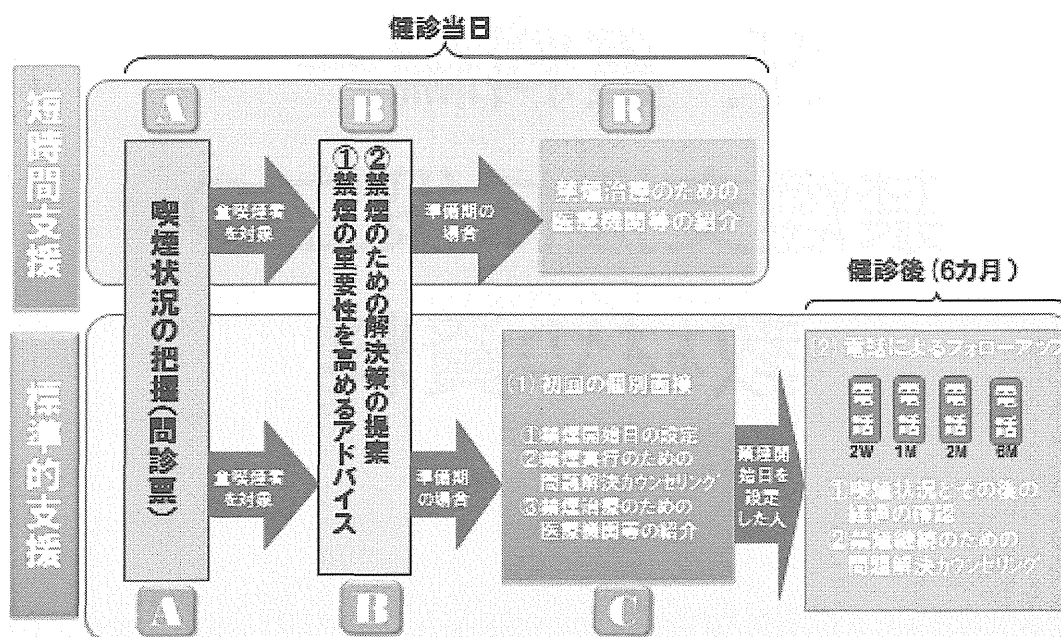 健診当日
短時間支援
A
B
R
喫煙状況の把握(問診票)
全喫煙者
を対象
①禁煙の重要性を高めるアドバイス
②禁煙のための解決策の提案
準備期の
場合
禁煙治療のための
医療機関等の紹介
健診後(6カ月)
標準的支援
全喫煙者
を対象
準備期
の場合
(1)初回の個別面接
①禁煙開始日の設定
②禁煙実行のための
問題解決カウンセリング
③禁煙治療のための
医療機関等の紹介
禁煙開
始日を
設定
した人
(2)電話によるフォローアップ
電話
電話
電話
電話
2W 1M 2M 6M
①喫煙状況とその後の
経過の確認
②禁煙継続のための
問題解決カウンセリング
A
B
C